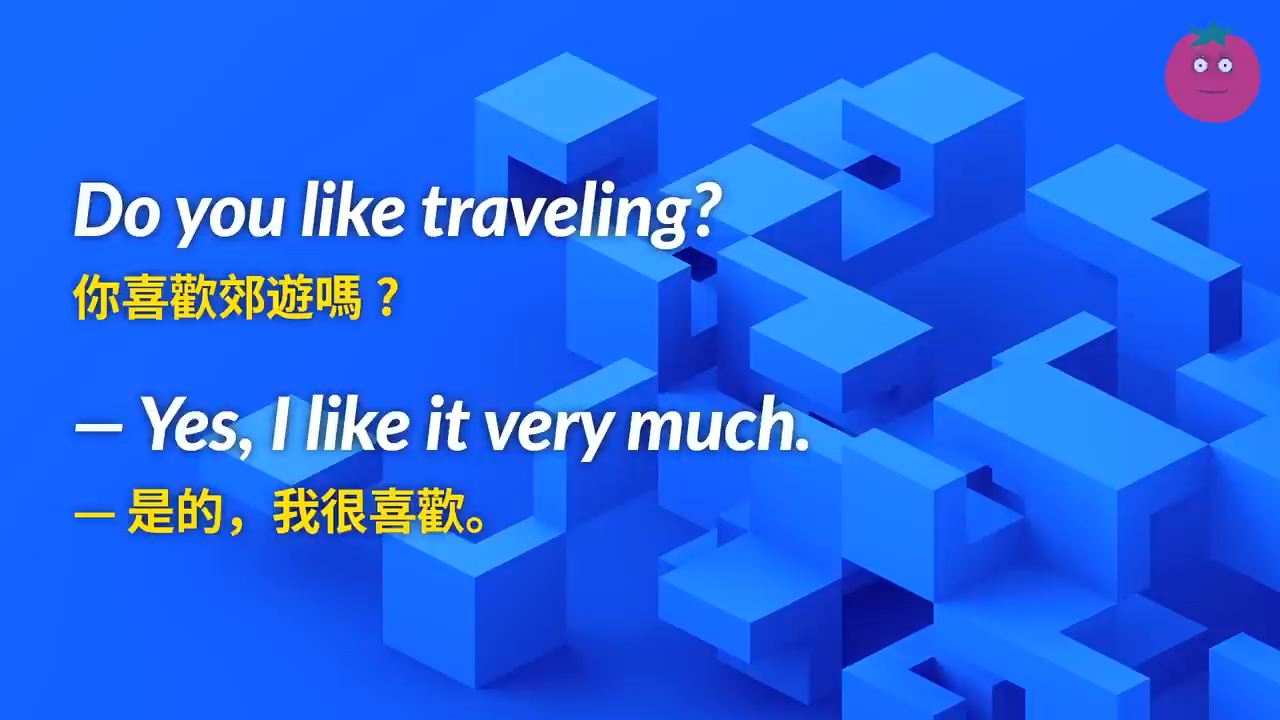 Do you like traveling?
你喜歡郊遊嗎？
— Yes, I like it very much.
— 是的，我很喜歡。